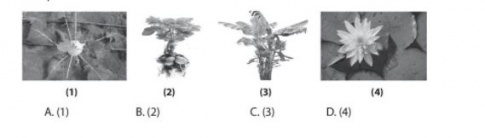 (1) (2) (3) (4)
A. (1) B. (2) C. (3) D. (4)